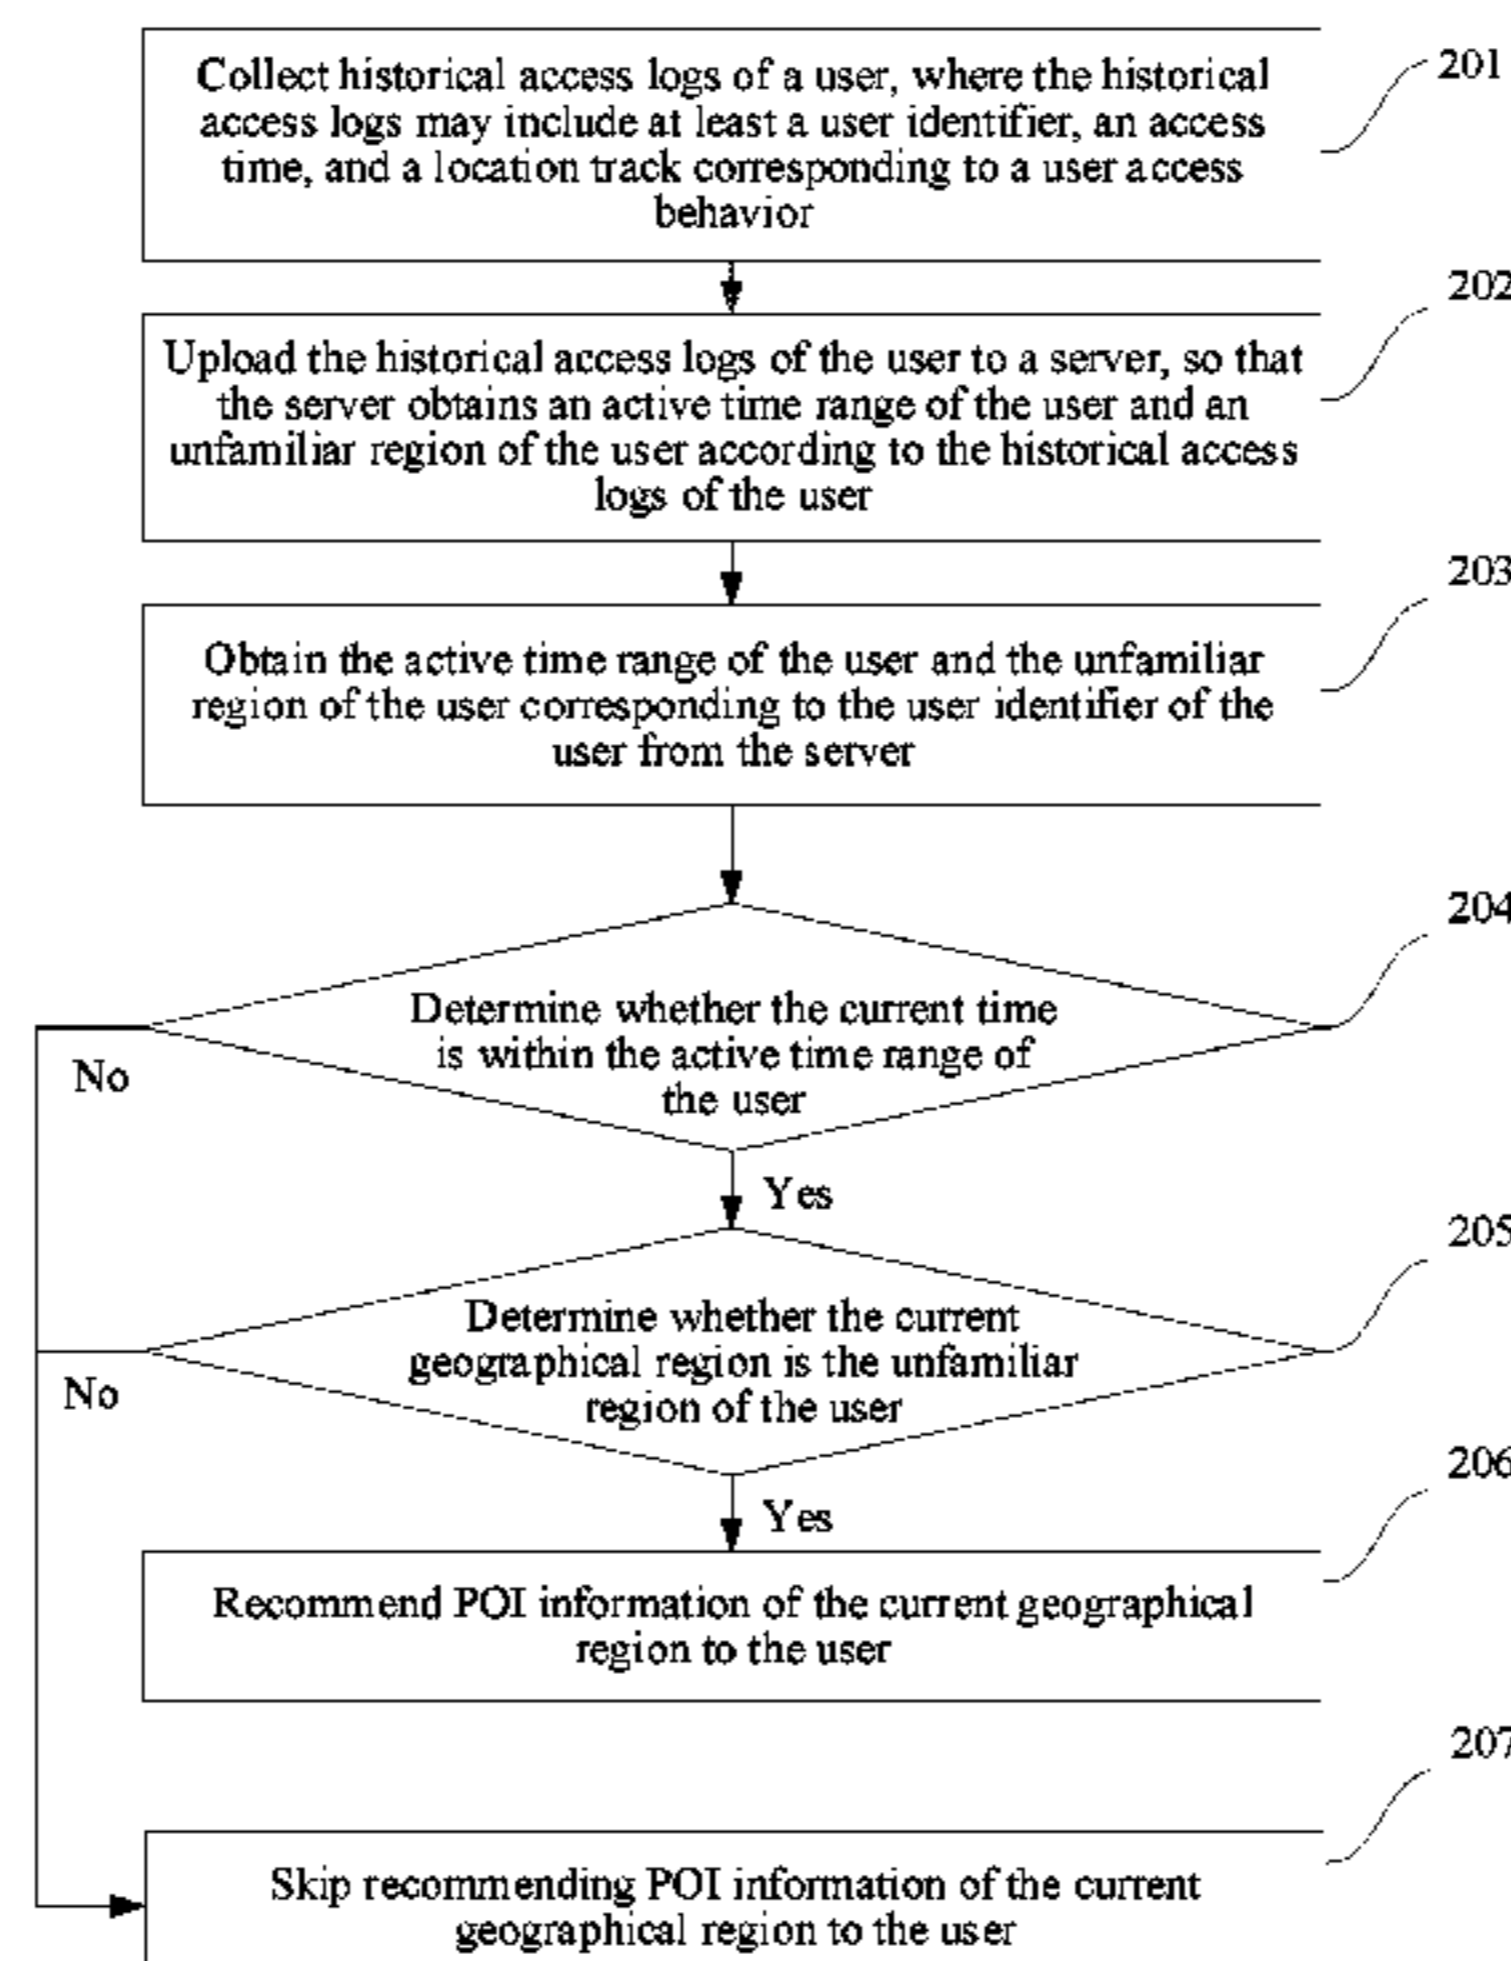 201
Collect historical access logs of a user, where the historical
access logs may include at least a user identifier, an access
time, and a location track corresponding to a user access
behavior
202
Upload the historical access logs of the user to a server, so that
the server obtains an active time range of the user and an
unfamiliar region of the user according to the historical access
logs of the user
203
Obtain the active time range of the user and the unfamiliar
region of the user corresponding to the user identifier of the
user from the server
204
Determine whether the current time
is within the active time range of
the user
No
Yes
205
Determine whether the current
geographical region is the unfamiliar
region of the user
No
206
Yes
Recommend POI information of the current geographical
region to the user
207
Skip recommending POI information of the current
geographical region to the user